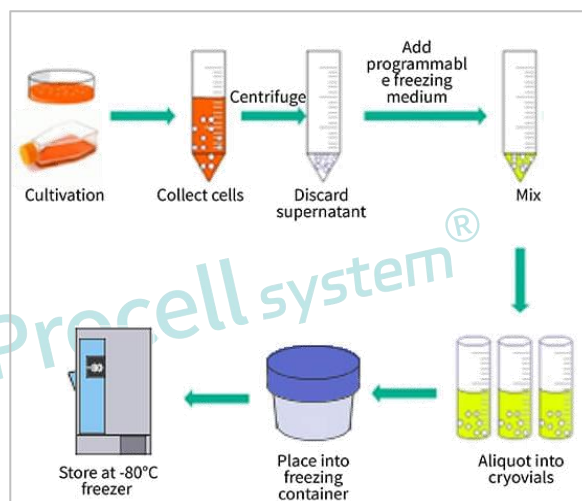 Add
programmabl
e freezing
medium
Centrifuge
Cultivation
Collect cells
Discard
supernatant
Mix
Procell system®
-80
Store at -80°C
freezer
Place into
freezing
container
Aliquot into
cryovials